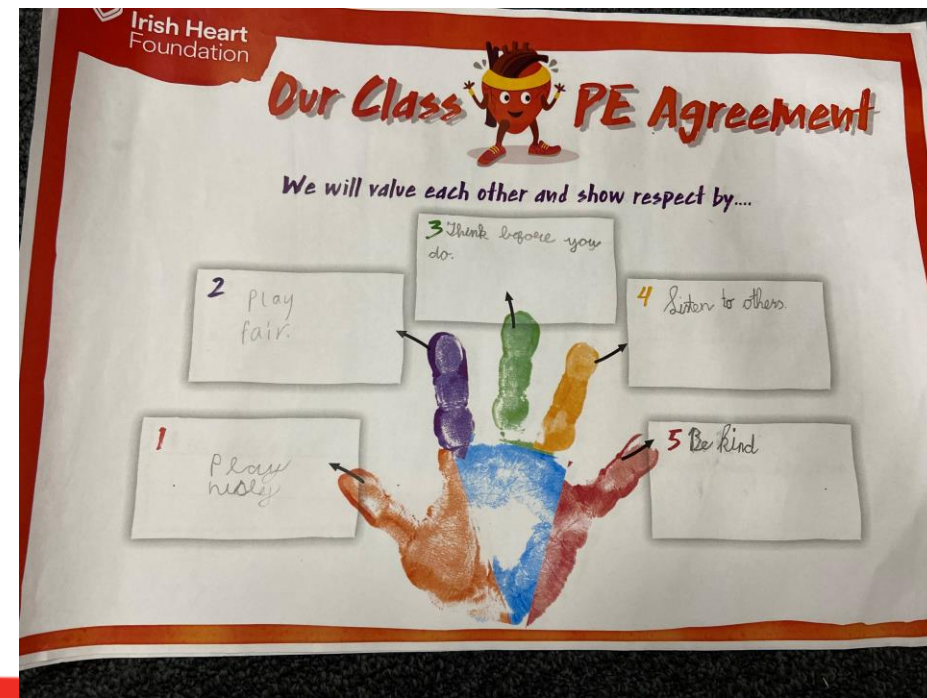 Irish Heart
Foundation
Our Class PE Agreement
We will value each other and show respect by....
3 Think before you
do.
2 Play
fair.
4 Listen to others.
1 Play
nisely
5 Be kind